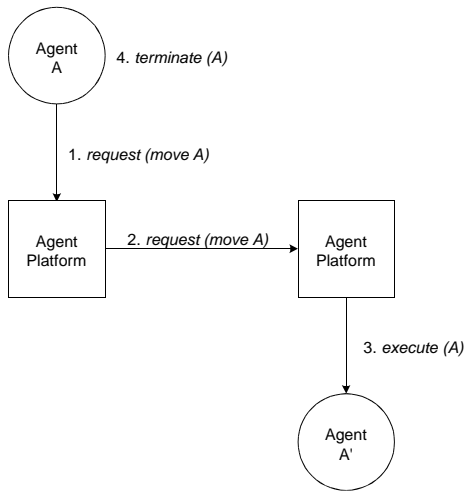 Agent
A
4. terminate (A)
1. request (move A)
Agent
Platform
2. request (move A)
Agent
Platform
3. execute (A)
Agent
A'